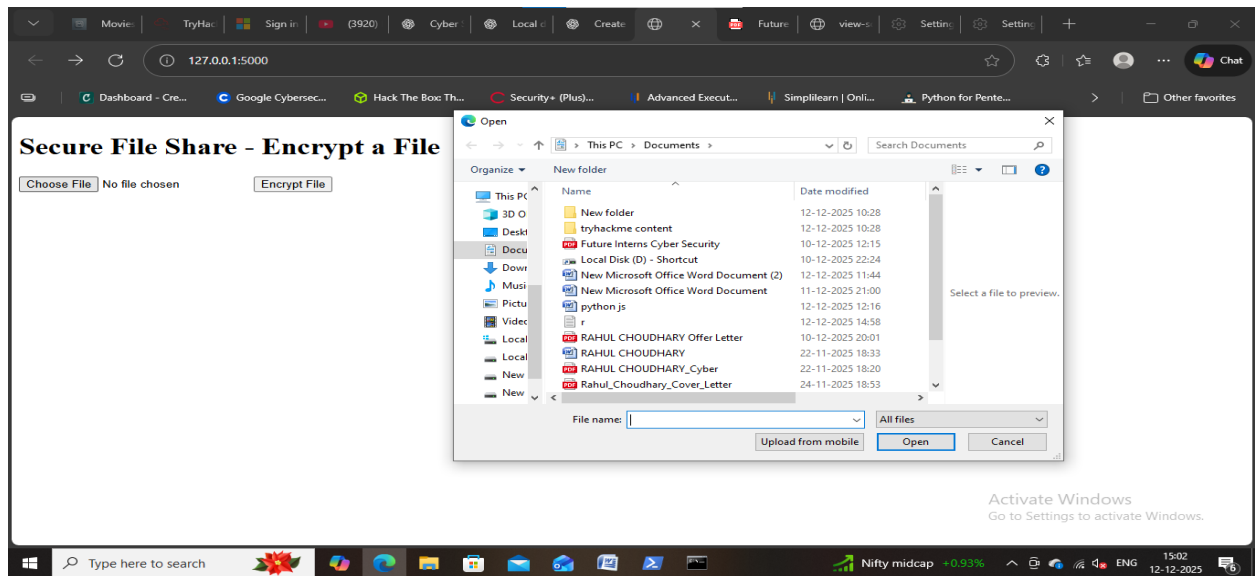 Movies TryHac Sign in (3920) Cyber Local d Create Future view-s Setting Setting
127.0.0.1:5000 Chat
Dashboard - Cre... Google Cybersec... Hack The Box: Th... Security+ (Plus)... Advanced Execut... Simplilearn | Onli... Python for Pente... Other favorites
Secure File Share - Encrypt a File
Choose File No file chosen Encrypt File
Open
This PC > Documents > Search Documents
Organize New folder
Name Date modified
This PC
3D O
Deskt
Docu
Down
Musi
Pictu
Videc
Local
Local
New
New
New folder 12-12-2025 10:28
tryhackme content 12-12-2025 10:28
Future Interns Cyber Security 10-12-2025 12:15
Local Disk (D) - Shortcut 10-12-2025 22:24
New Microsoft Office Word Document (2) 12-12-2025 11:44
New Microsoft Office Word Document 11-12-2025 21:00
python js 12-12-2025 12:16
r 12-12-2025 14:58
RAHUL CHOUDHARY Offer Letter 10-12-2025 20:01
RAHUL CHOUDHARY 22-11-2025 18:33
RAHUL CHOUDHARY_Cyber 22-11-2025 18:20
Rahul_Choudhary_Cover_Letter 24-11-2025 18:53
Select a file to preview.
File name: All files
Upload from mobile Open Cancel
Activate Windows
Go to Settings to activate Windows.
Type here to search Nifty midcap +0.93% ENG 15:02
12-12-2025 6